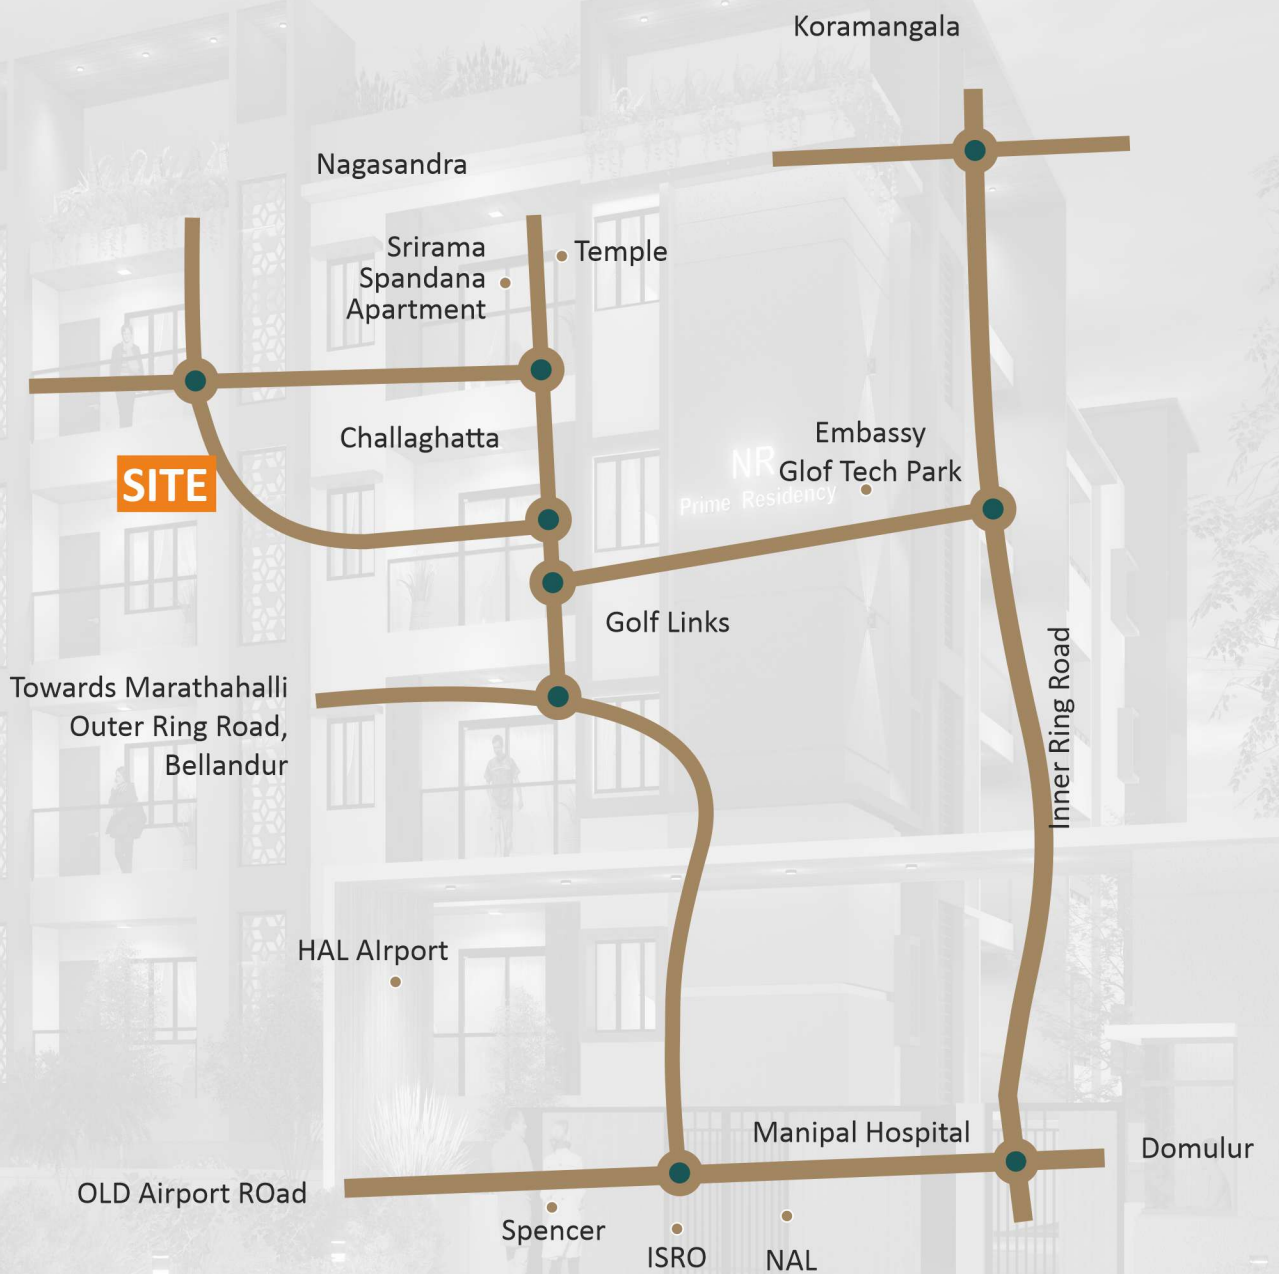 Koramangala
Nagasandra
Srirama
Spandana
Apartment
Temple
Challaghatta
SITE
Embassy
Glof Tech Park
NR
Prime Residency
Golf Links
Towards Marathahalli
Outer Ring Road,
Bellandur
Inner Ring Road
HAL AIrport
Manipal Hospital
Domulur
OLD Airport ROad
Spencer
ISRO
NAL